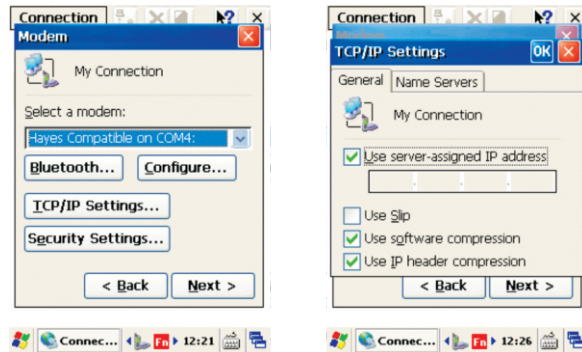 Connection
Modem
My Connection
Select a modem:
Hayes Compatible on COM4:
Bluetooth... Configure...
TCP/IP Settings...
Security Settings...
< Back Next >
Connec... Fn 12:21
Connection
TCP/IP Settings OK
General Name Servers
My Connection
Use server-assigned IP address
Use Slip
Use software compression
Use IP header compression
< Back Next >
Connec... Fn 12:26